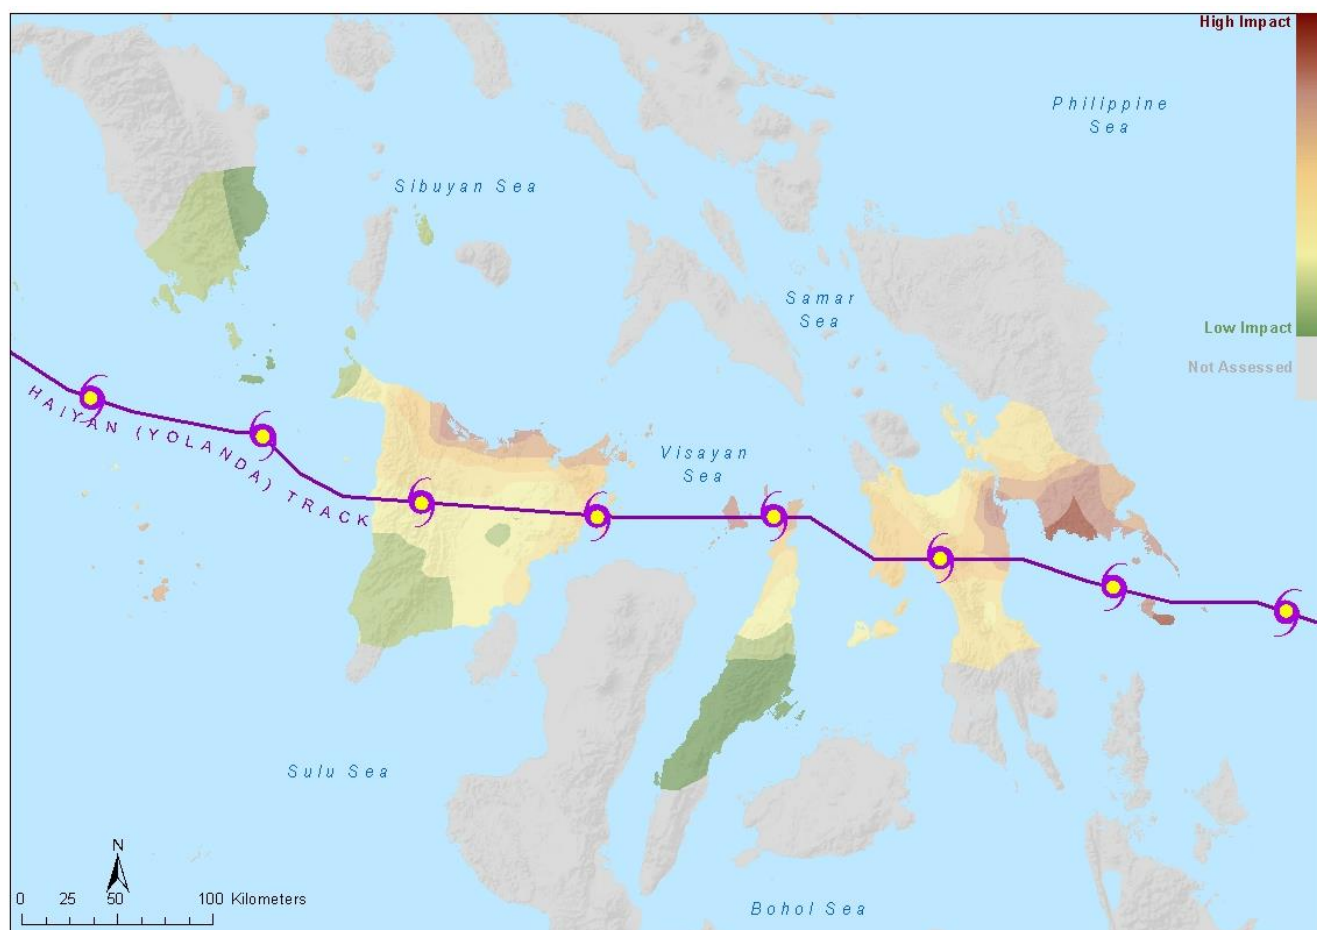 High Impact
Philippine
Sea
Sibuyan Sea
Samar
Sea
Low Impact
Not Assessed
HAIYAN (YOLANDA) TRACK
Visayan
Sea
Sulu Sea
N
0 25 50 100 Kilometers
Bohol Sea